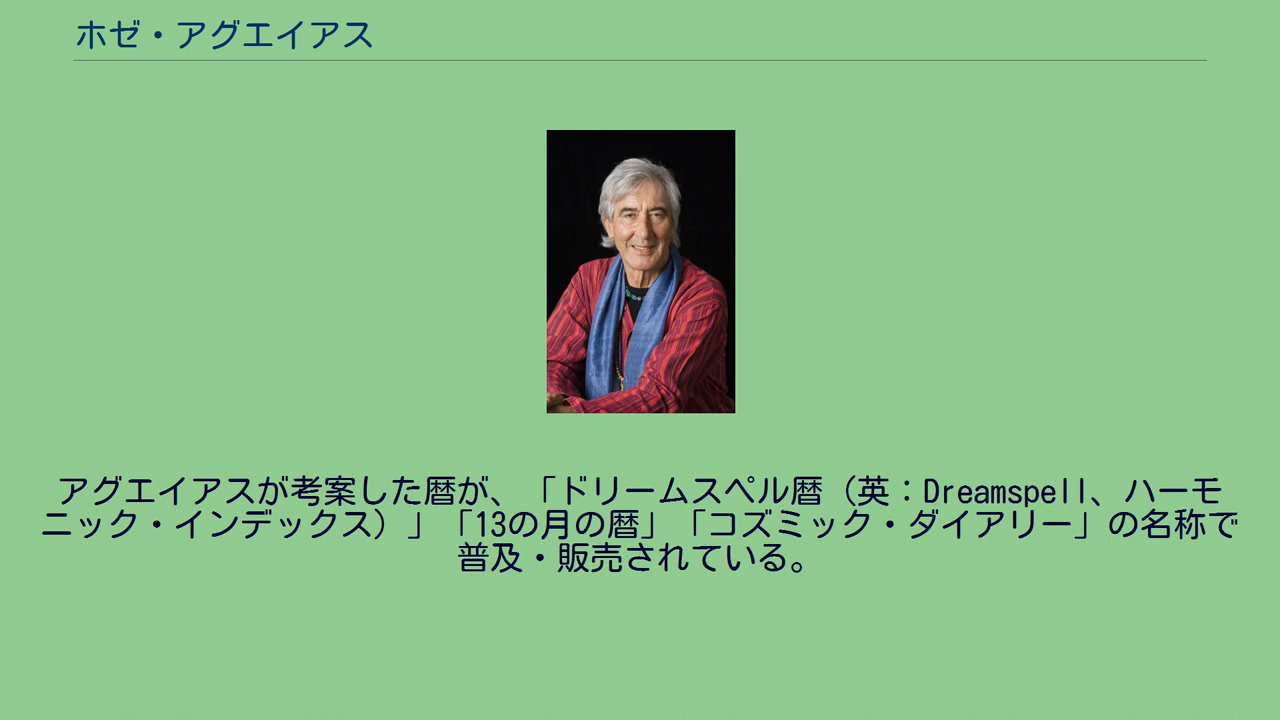 ホゼ・アグエイアス
アグエイアスが考案した暦が、「ドリームスペル暦（英：Dreamspell、ハーモ
ニック・インデックス）」「13の月の暦」「コズミック・ダイアリー」の名称で
普及・販売されている。